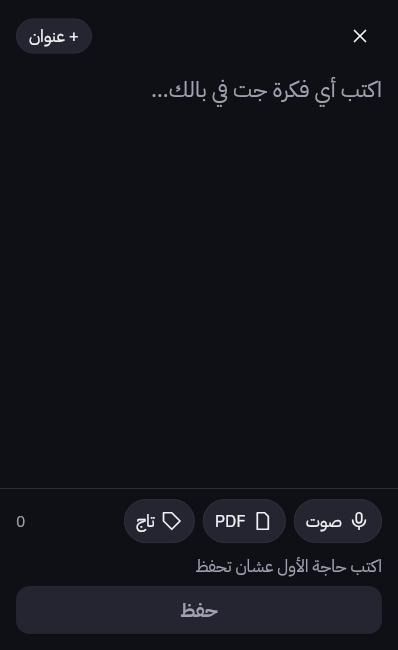 + عنوان
اكتب أي فكرة جت في بالك...
صوت PDF تاج 0
اكتب حاجة الأول عشان تحفظ
حفظ